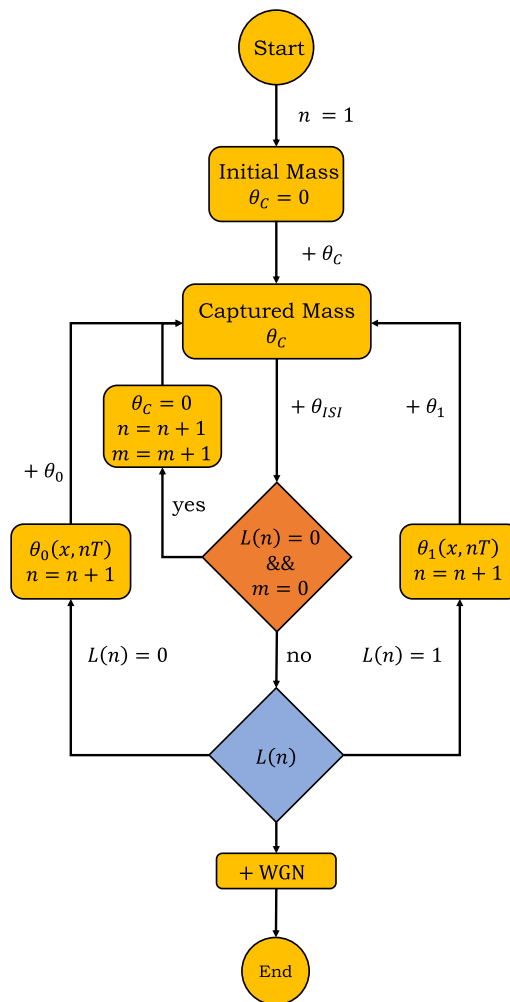 Start
n = 1
Initial Mass
θ_C = 0
+ θ_C
Captured Mass
θ_C
θ_C = 0
n = n + 1
m = m + 1
+ θ_ISI
+ θ_1
+ θ_0
yes
L(n) = 0
&&
m = 0
θ_0(x, nT)
n = n + 1
θ_1(x, nT)
n = n + 1
L(n) = 0
no
L(n) = 1
L(n)
+ WGN
End